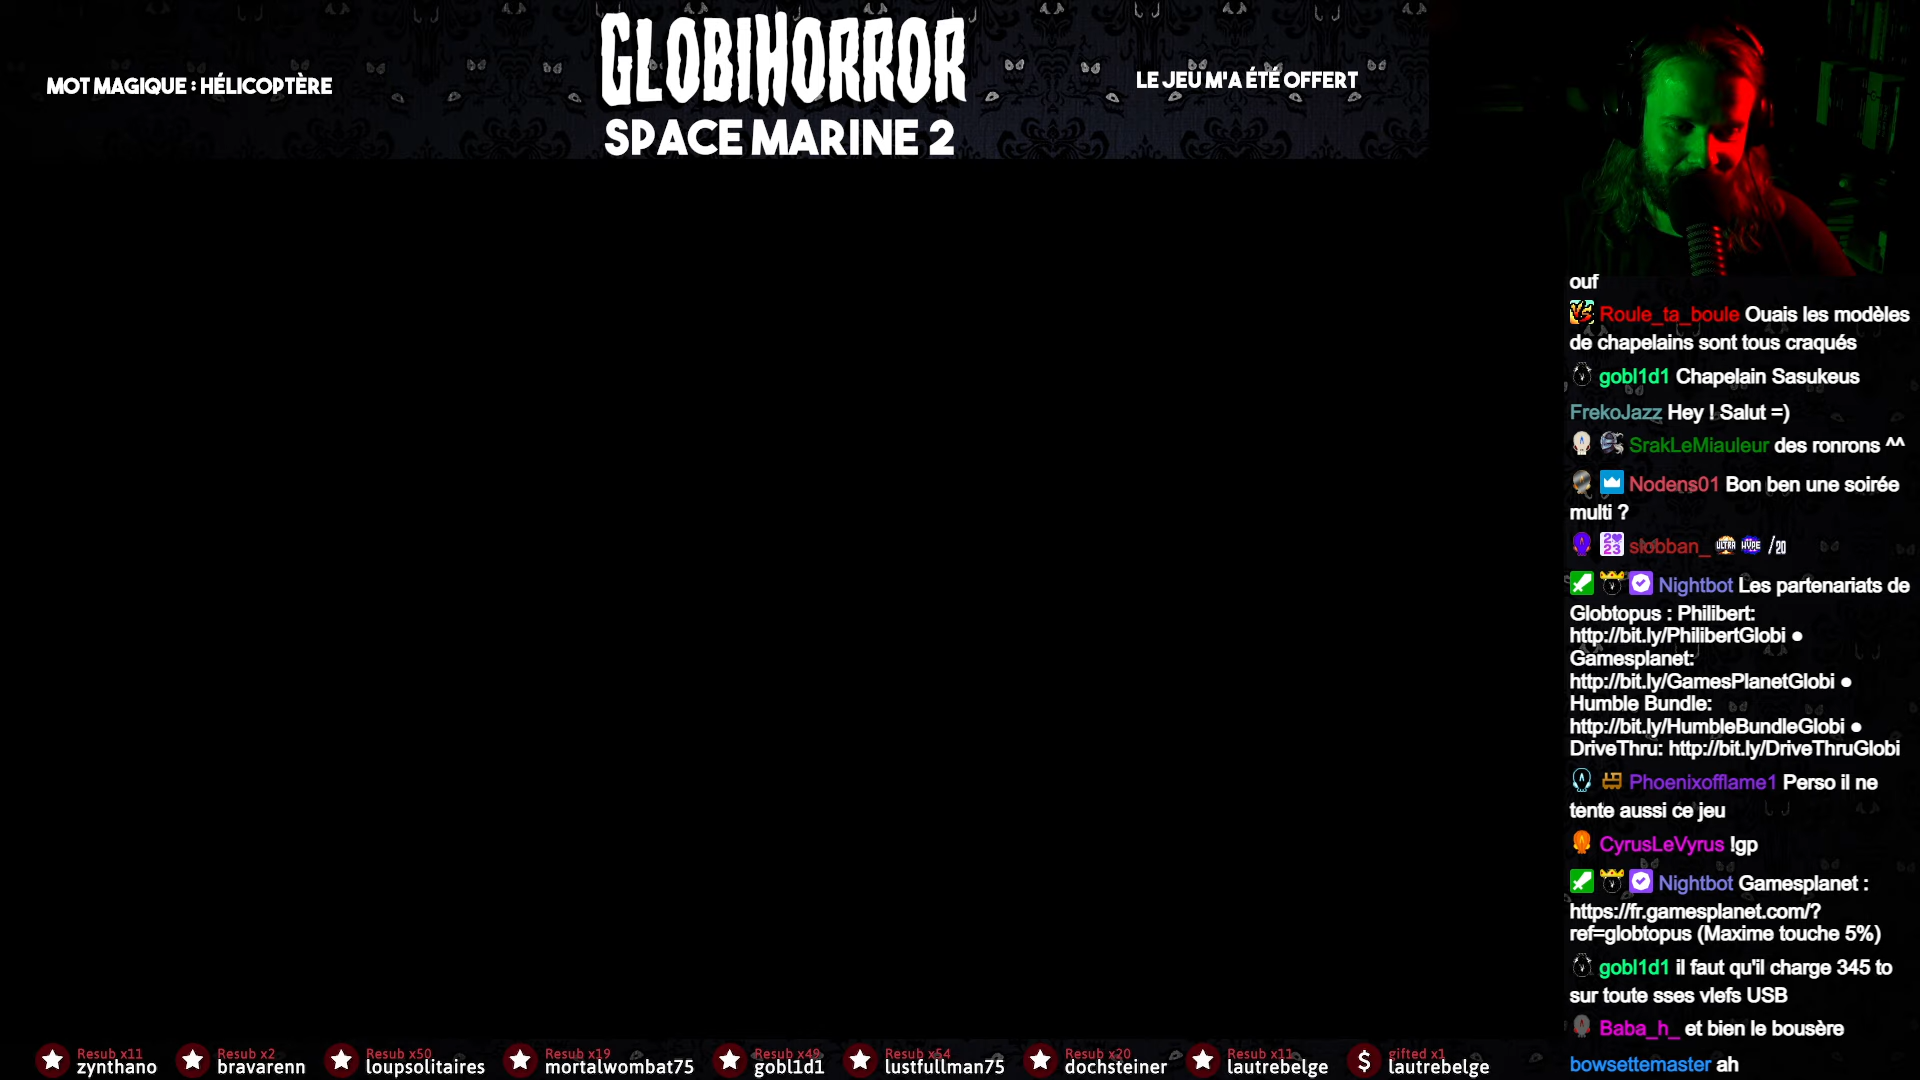 MOT MAGIQUE : HÉLICOPTÈRE
GLOBIHORROR
SPACE MARINE 2
LE JEU M'A ÉTÉ OFFERT
ouf
Roule_ta_boule Ouais les modèles
de chapelains sont tous craqués
gobl1d1 Chapelain Sasukeus
FrekoJazz Hey ! Salut =)
SrakLeMiauleur des ronrons ^^
Nodens01 Bon ben une soirée
multi ?
slobban_ ULTRA HYPE /20
Nightbot Les partenariats de
Globtopus : Philibert:
http://bit.ly/PhilibertGlobi ●
Gamesplanet:
http://bit.ly/GamesPlanetGlobi ●
Humble Bundle:
http://bit.ly/HumbleBundleGlobi ●
DriveThru: http://bit.ly/DriveThruGlobi
Phoenixofflame1 Perso il ne
tente aussi ce jeu
CyrusLeVyrus !gp
Nightbot Gamesplanet :
https://fr.gamesplanet.com/?
ref=globtopus (Maxime touche 5%)
gobl1d1 il faut qu'il charge 345 to
sur toute sses vlefs USB
Baba_h_ et bien le bousère
bowsettemaster ah
Resub x11
zynthano
Resub x2
bravarenn
Resub x50
loupsolitaires
Resub x19
mortalwombat75
Resub x49
gobl1d1
Resub x54
lustfullman75
Resub x20
dochsteiner
Resub x11
lautrebelge
gifted x1
lautrebelge